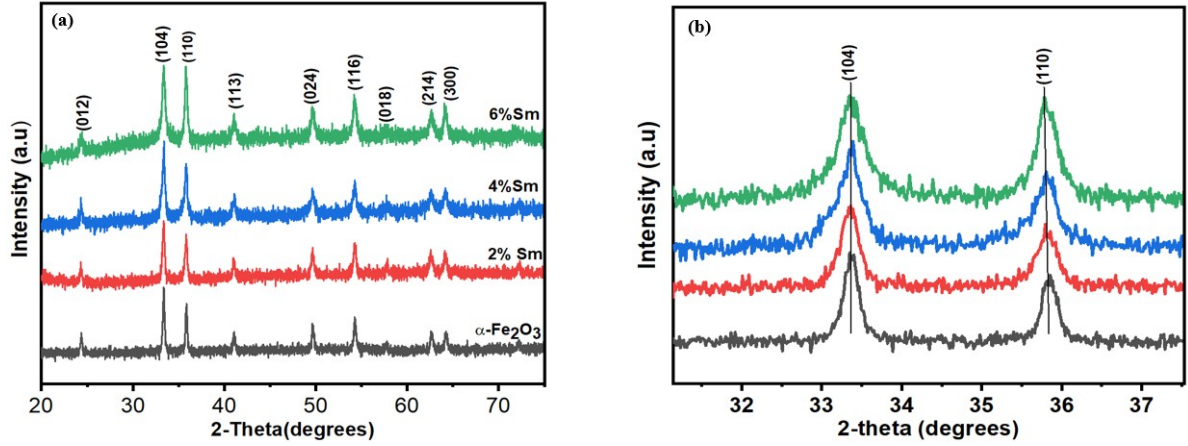 (a)
(012)
(104)
(110)
(113)
(024)
(116)
(018)
(214)
(300)
6%Sm
4%Sm
2% Sm
α-Fe₂O₃
Intensity (a.u)
20 30 40 50 60 70
2-Theta(degrees)
(b)
(104)
(110)
Intensity (a.u)
32 33 34 35 36 37
2-theta (degrees)